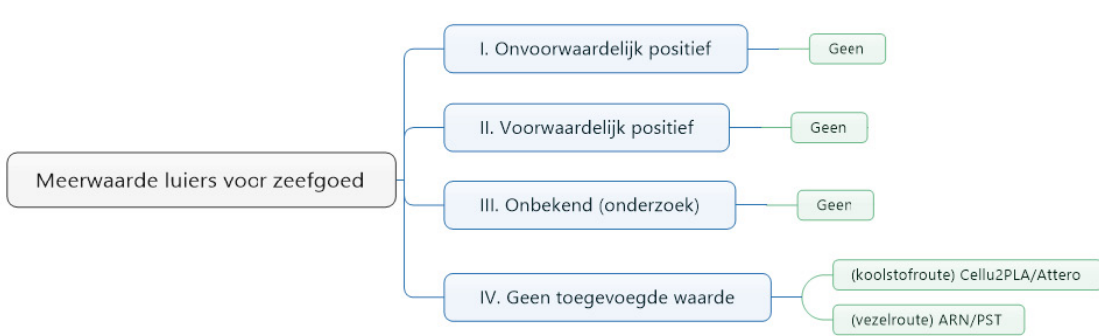 I. Onvoorwaardelijk positief
Geen
II. Voorwaardelijk positief
Geen
Meerwaarde luiers voor zeefgoed
III. Onbekend (onderzoek)
Geen
IV. Geen toegevoegde waarde
(koolstofroute) Cellu2PLA/Attero
(vezelroute) ARN/PST